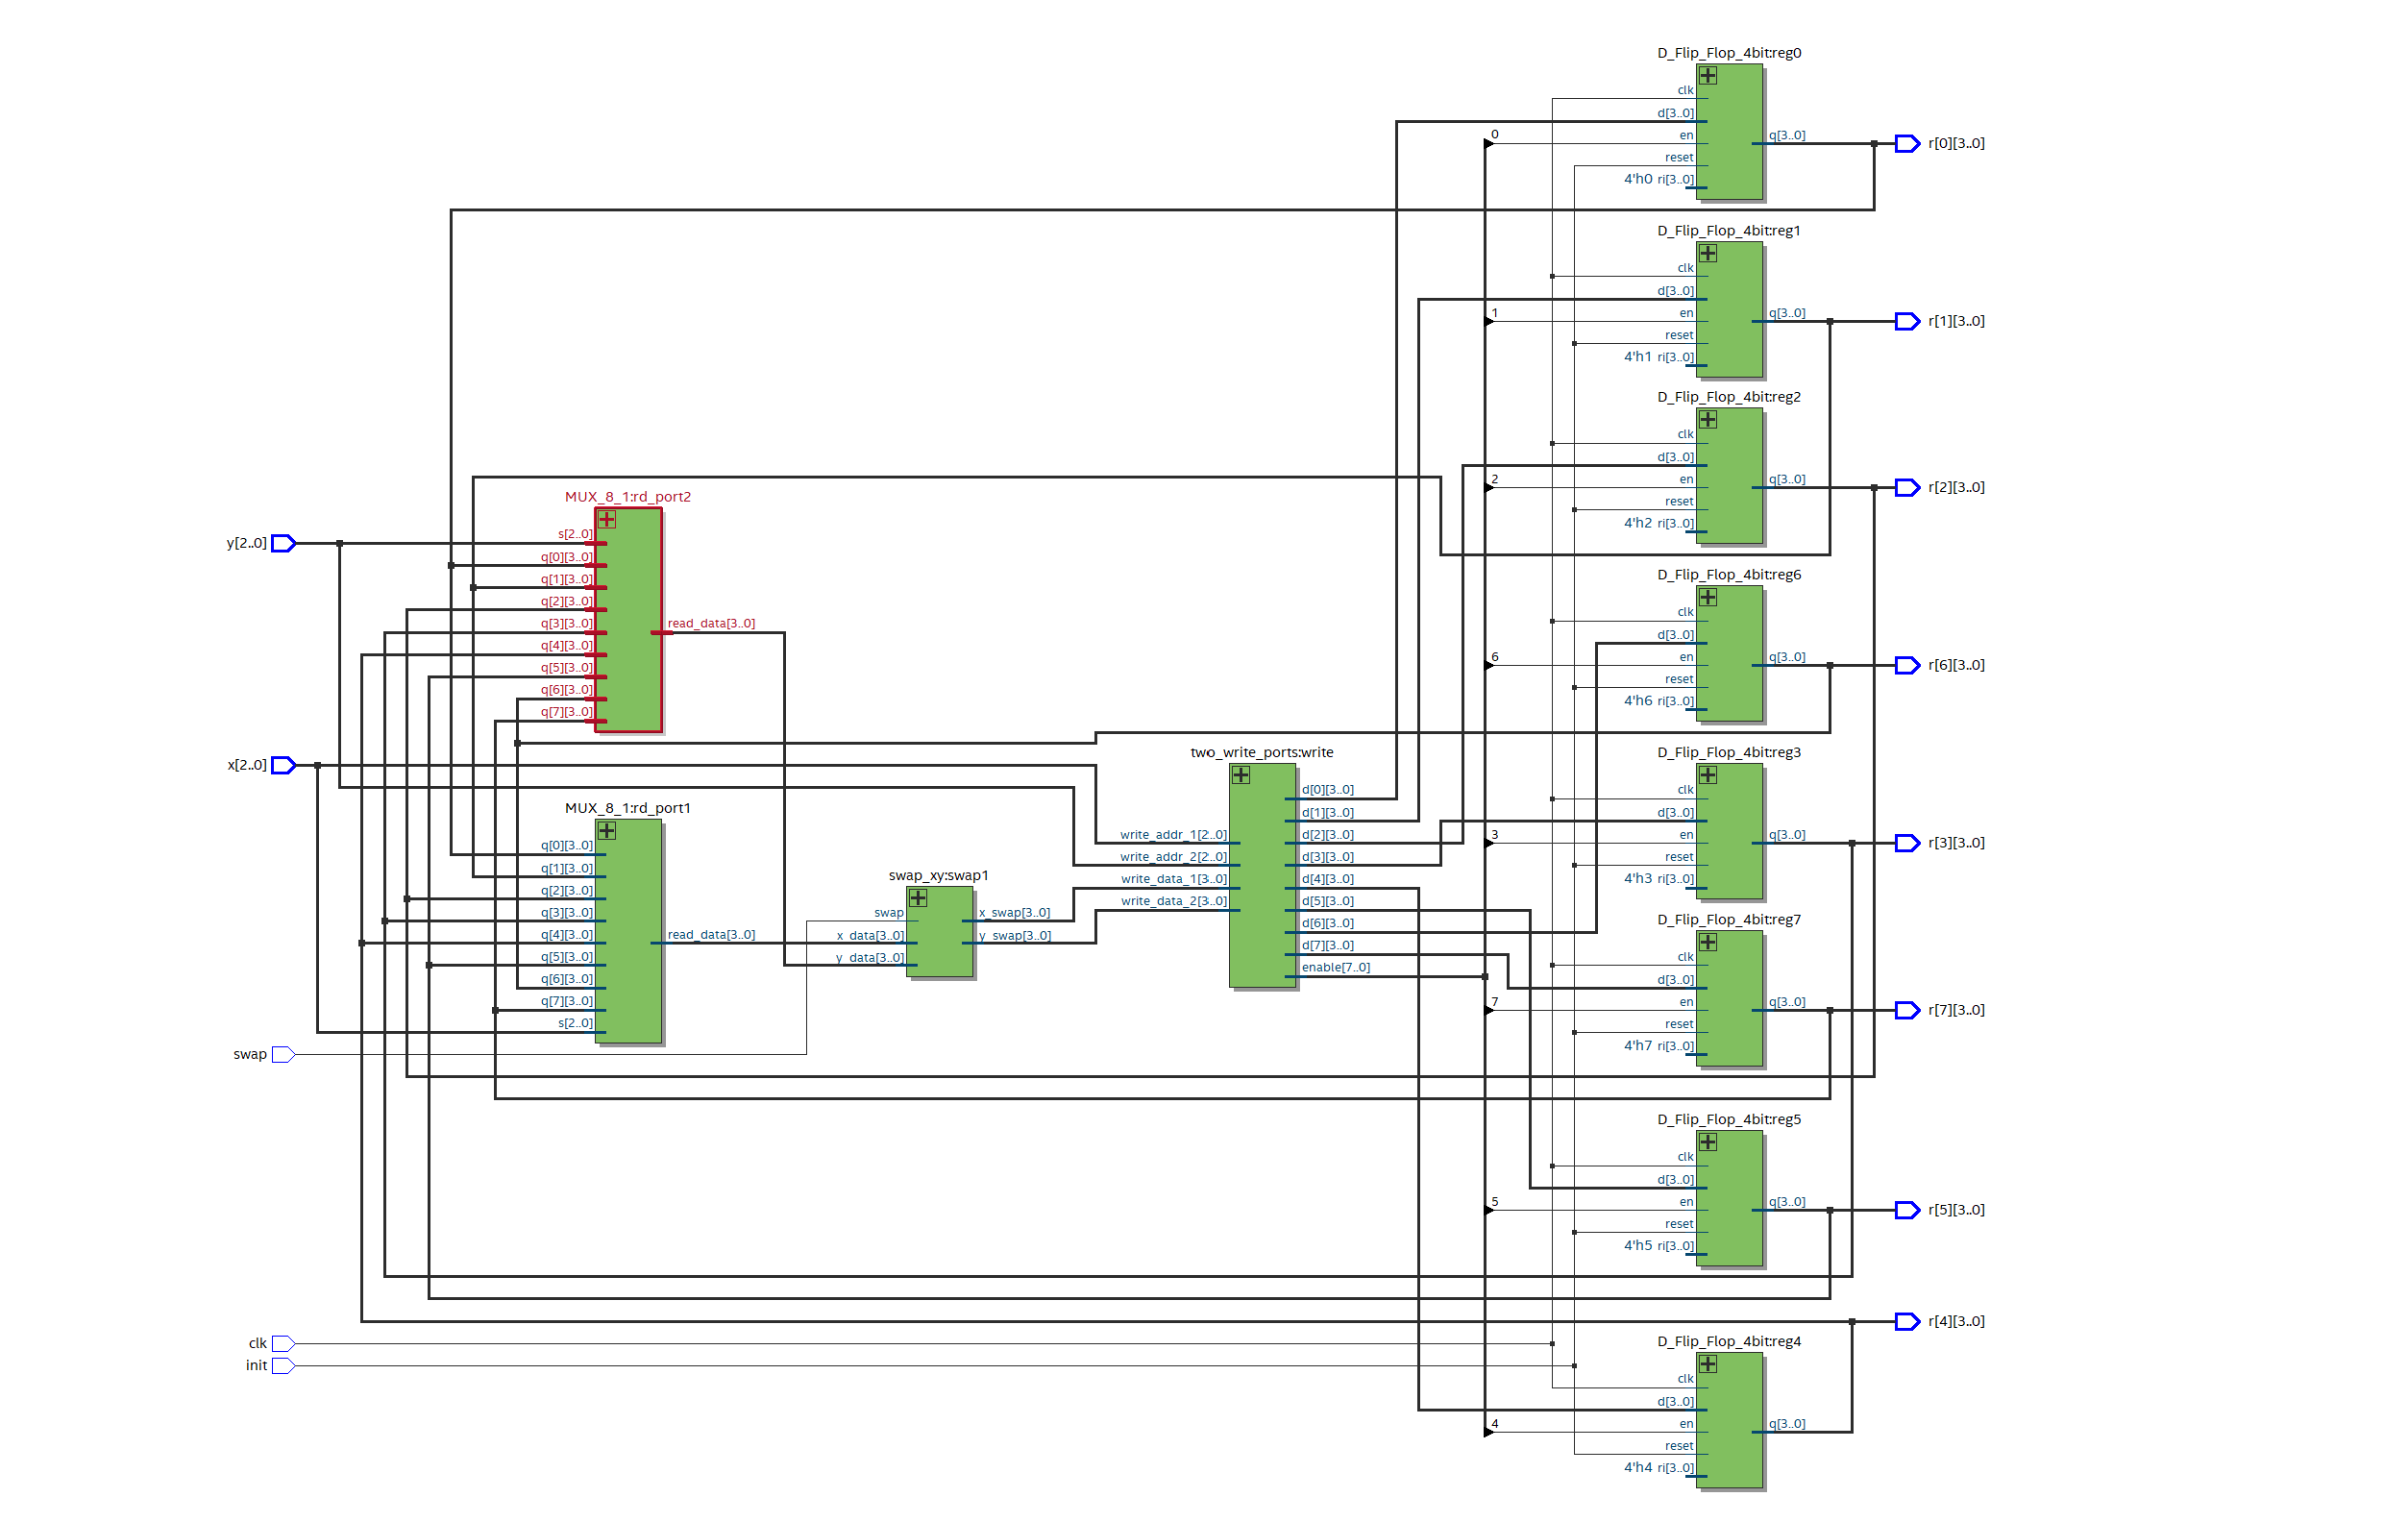 y[2..0]
x[2..0]
swap
clk
init
MUX_8_1:rd_port2
s[2..0]
q[0][3..0]
q[1][3..0]
q[2][3..0]
q[3][3..0]
q[4][3..0]
q[5][3..0]
q[6][3..0]
q[7][3..0]
read_data[3..0]
MUX_8_1:rd_port1
q[0][3..0]
q[1][3..0]
q[2][3..0]
q[3][3..0]
q[4][3..0]
q[5][3..0]
q[6][3..0]
q[7][3..0]
s[2..0]
read_data[3..0]
swap_xy:swap1
swap
x_data[3..0]
y_data[3..0]
x_swap[3..0]
y_swap[3..0]
two_write_ports:write
write_addr_1[2..0]
write_addr_2[2..0]
write_data_1[3..0]
write_data_2[3..0]
d[0][3..0]
d[1][3..0]
d[2][3..0]
d[3][3..0]
d[4][3..0]
d[5][3..0]
d[6][3..0]
d[7][3..0]
enable[7..0]
D_Flip_Flop_4bit:reg0
clk
d[3..0]
0
en
reset
4'h0 ri[3..0]
q[3..0]
r[0][3..0]
D_Flip_Flop_4bit:reg1
clk
d[3..0]
1
en
reset
4'h1 ri[3..0]
q[3..0]
r[1][3..0]
D_Flip_Flop_4bit:reg2
clk
d[3..0]
2
en
reset
4'h2 ri[3..0]
q[3..0]
r[2][3..0]
D_Flip_Flop_4bit:reg6
clk
d[3..0]
6
en
reset
4'h6 ri[3..0]
q[3..0]
r[6][3..0]
D_Flip_Flop_4bit:reg3
clk
d[3..0]
3
en
reset
4'h3 ri[3..0]
q[3..0]
r[3][3..0]
D_Flip_Flop_4bit:reg7
clk
d[3..0]
7
en
reset
4'h7 ri[3..0]
q[3..0]
r[7][3..0]
D_Flip_Flop_4bit:reg5
clk
d[3..0]
5
en
reset
4'h5 ri[3..0]
q[3..0]
r[5][3..0]
r[4][3..0]
D_Flip_Flop_4bit:reg4
clk
d[3..0]
4
en
reset
4'h4 ri[3..0]
q[3..0]